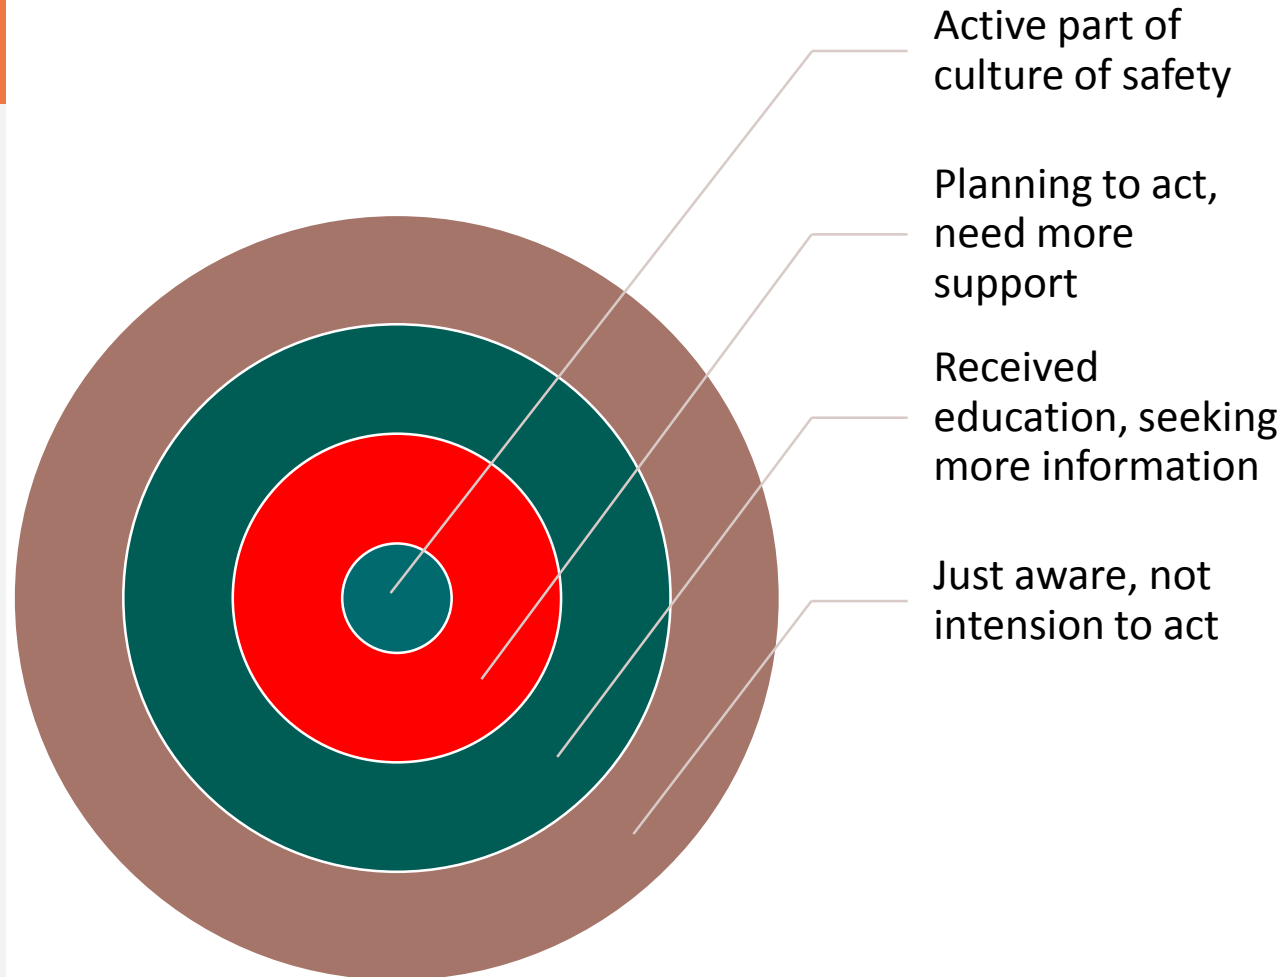 Active part of
culture of safety
Planning to act,
need more
support
Received
education, seeking
more information
Just aware, not
intension to act